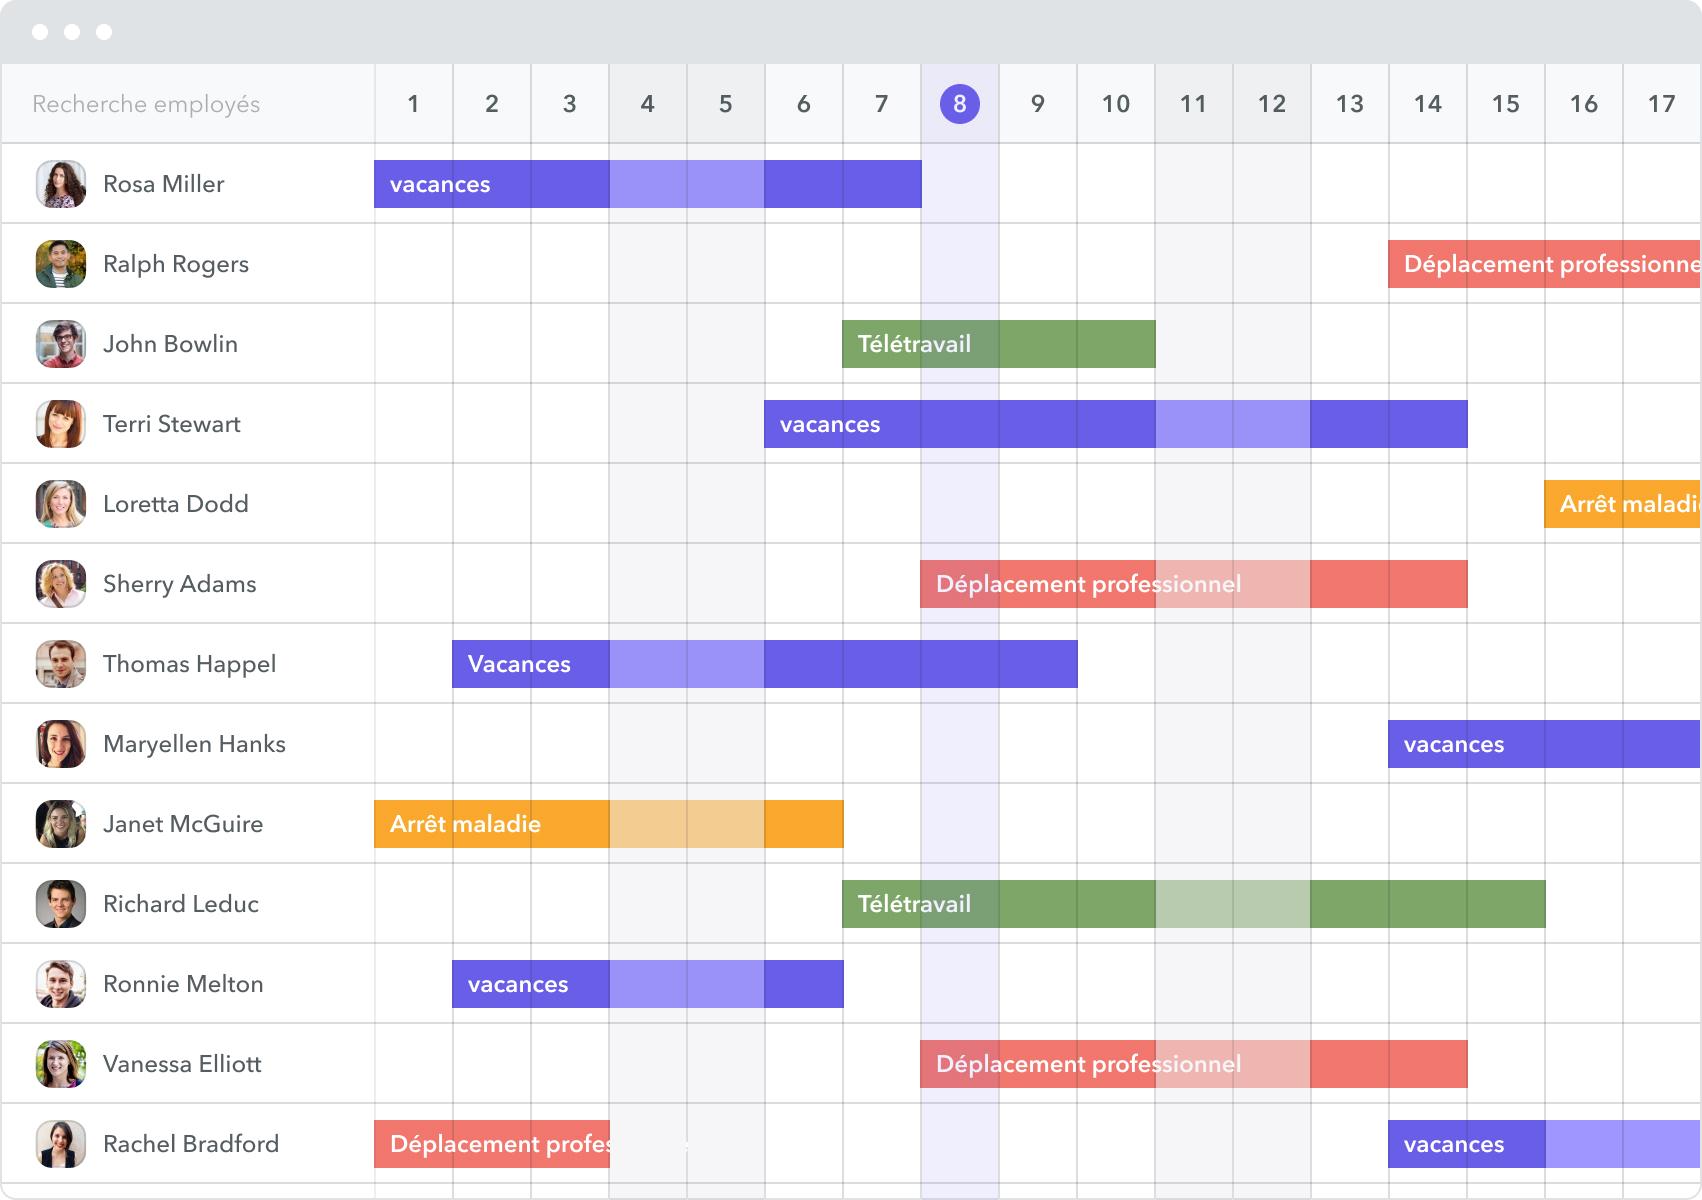 Recherche employés 1 2 3 4 5 6 7 8 9 10 11 12 13 14 15 16 17
Rosa Miller vacances
Ralph Rogers Déplacement professionne
John Bowlin Télétravail
Terri Stewart vacances
Loretta Dodd Arrêt maladi
Sherry Adams Déplacement professionnel
Thomas Happel Vacances
Maryellen Hanks vacances
Janet McGuire Arrêt maladie
Richard Leduc Télétravail
Ronnie Melton vacances
Vanessa Elliott Déplacement professionnel
Rachel Bradford Déplacement profes vacances